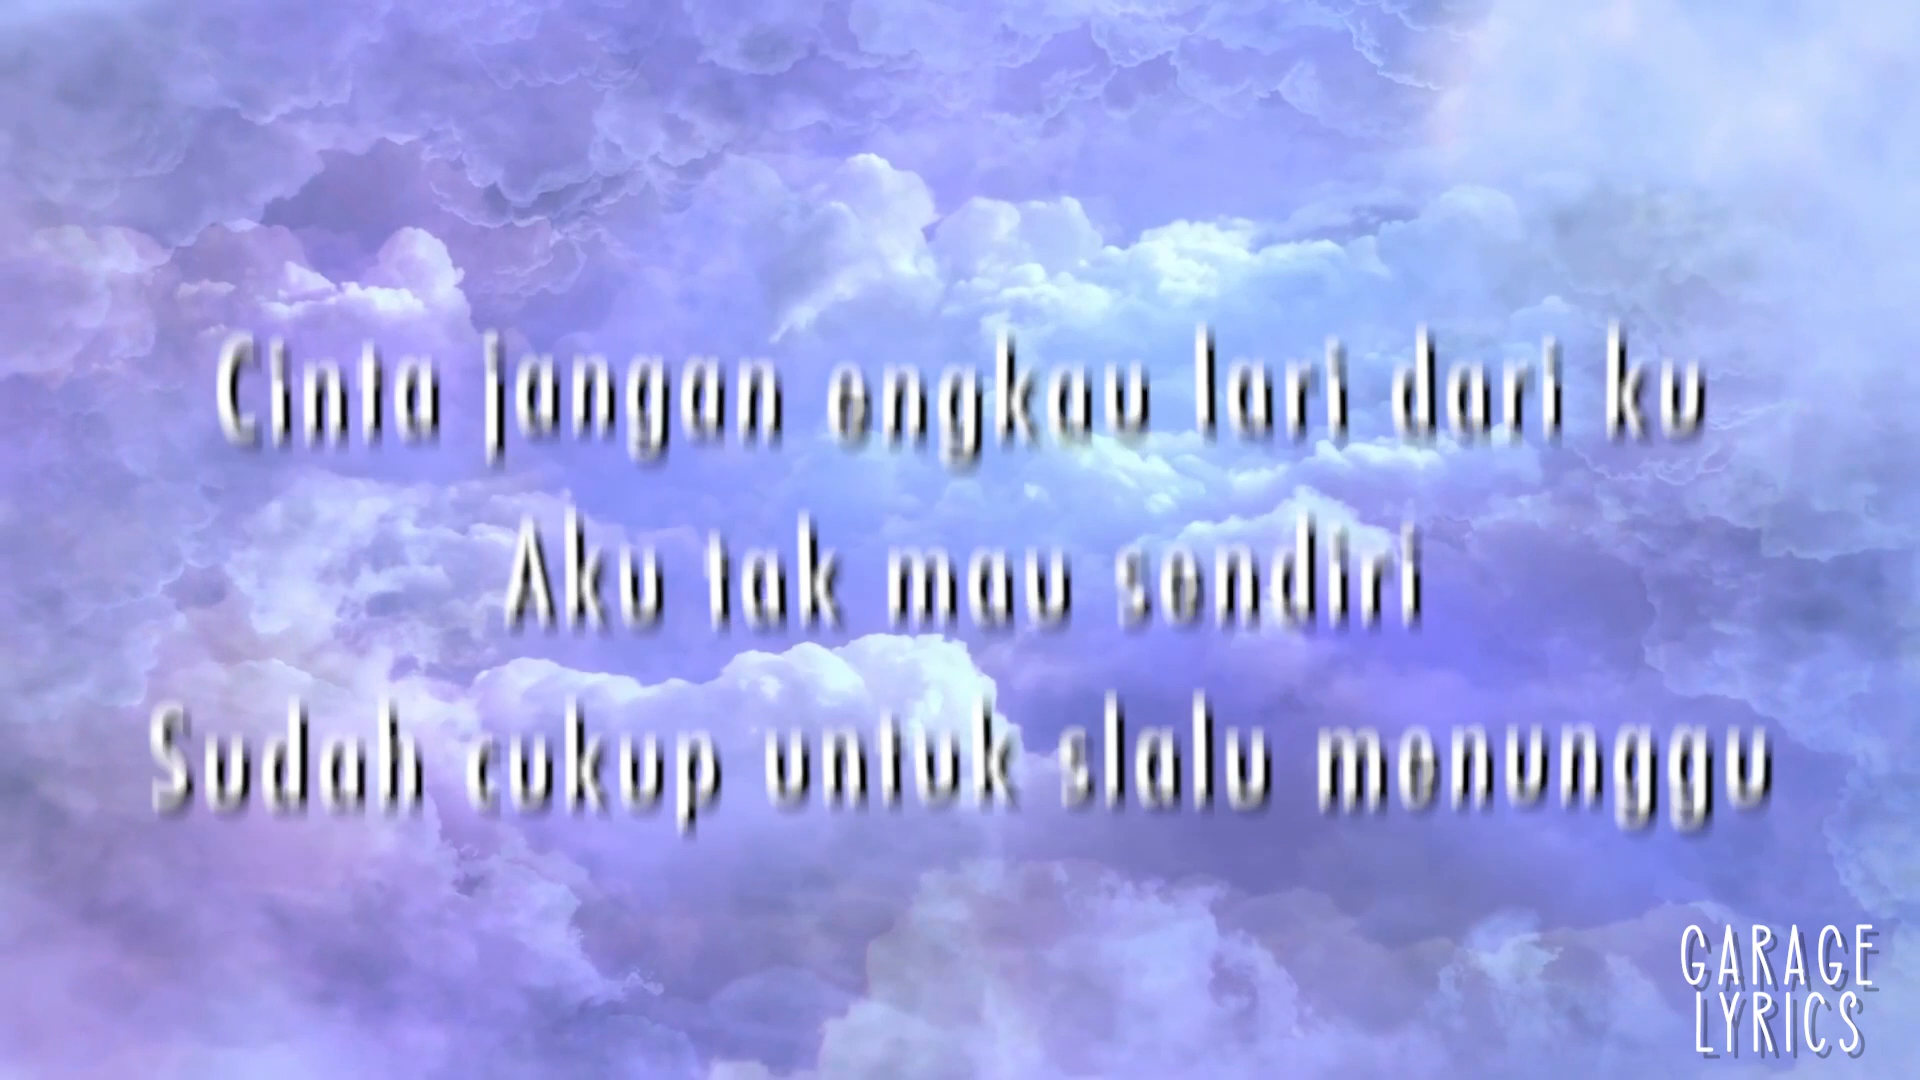 Cinta jangan engkau lari dari ku
Aku tak mau sendiri
Sudah cukup untuk slalu menunggu
GARAGE
LYRICS